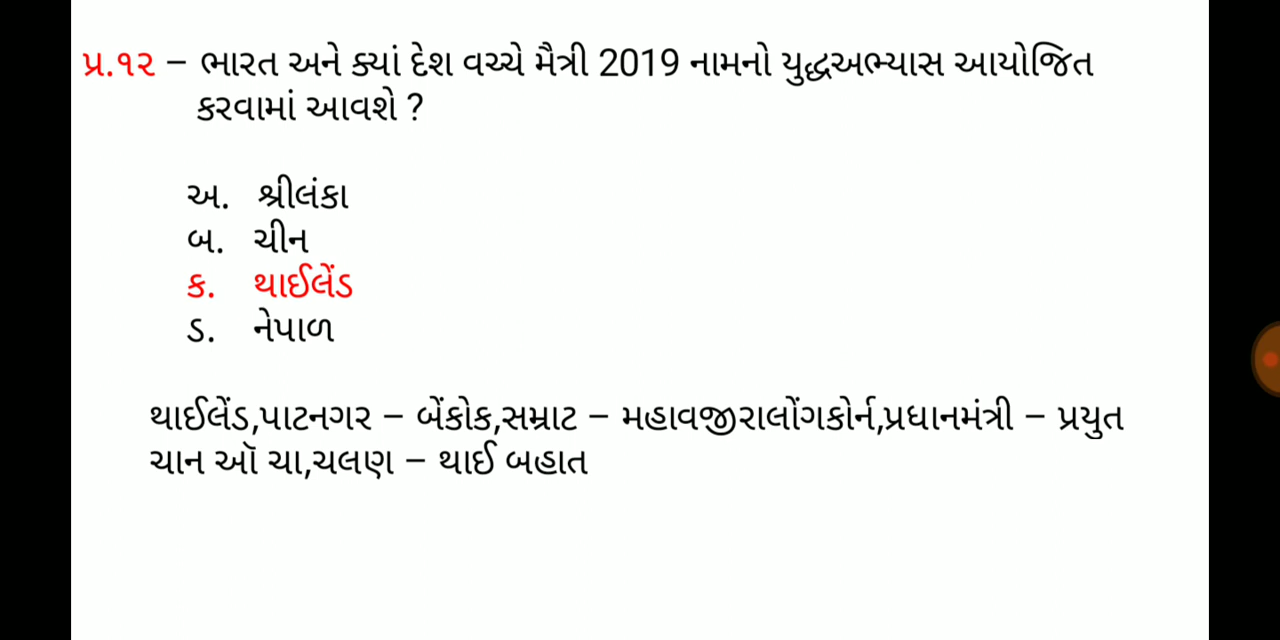 પ્ર.૧૨ – ભારત અને ક્યાં દેશ વચ્ચે મૈત્રી 2019 નામનો યુદ્ધઅભ્યાસ આયોજિત
કરવામાં આવશે ?
અ. શ્રીલંકા
બ. ચીન
ક. થાઈલેંડ
ડ. નેપાળ
થાઈલેંડ,પાટનગર – બેંકોક,સમ્રાટ – મહાવજીરાલોંગકોર્ન,પ્રધાનમંત્રી – પ્રયુત
ચાન ઑ ચા,ચલણ – થાઈ બહાત